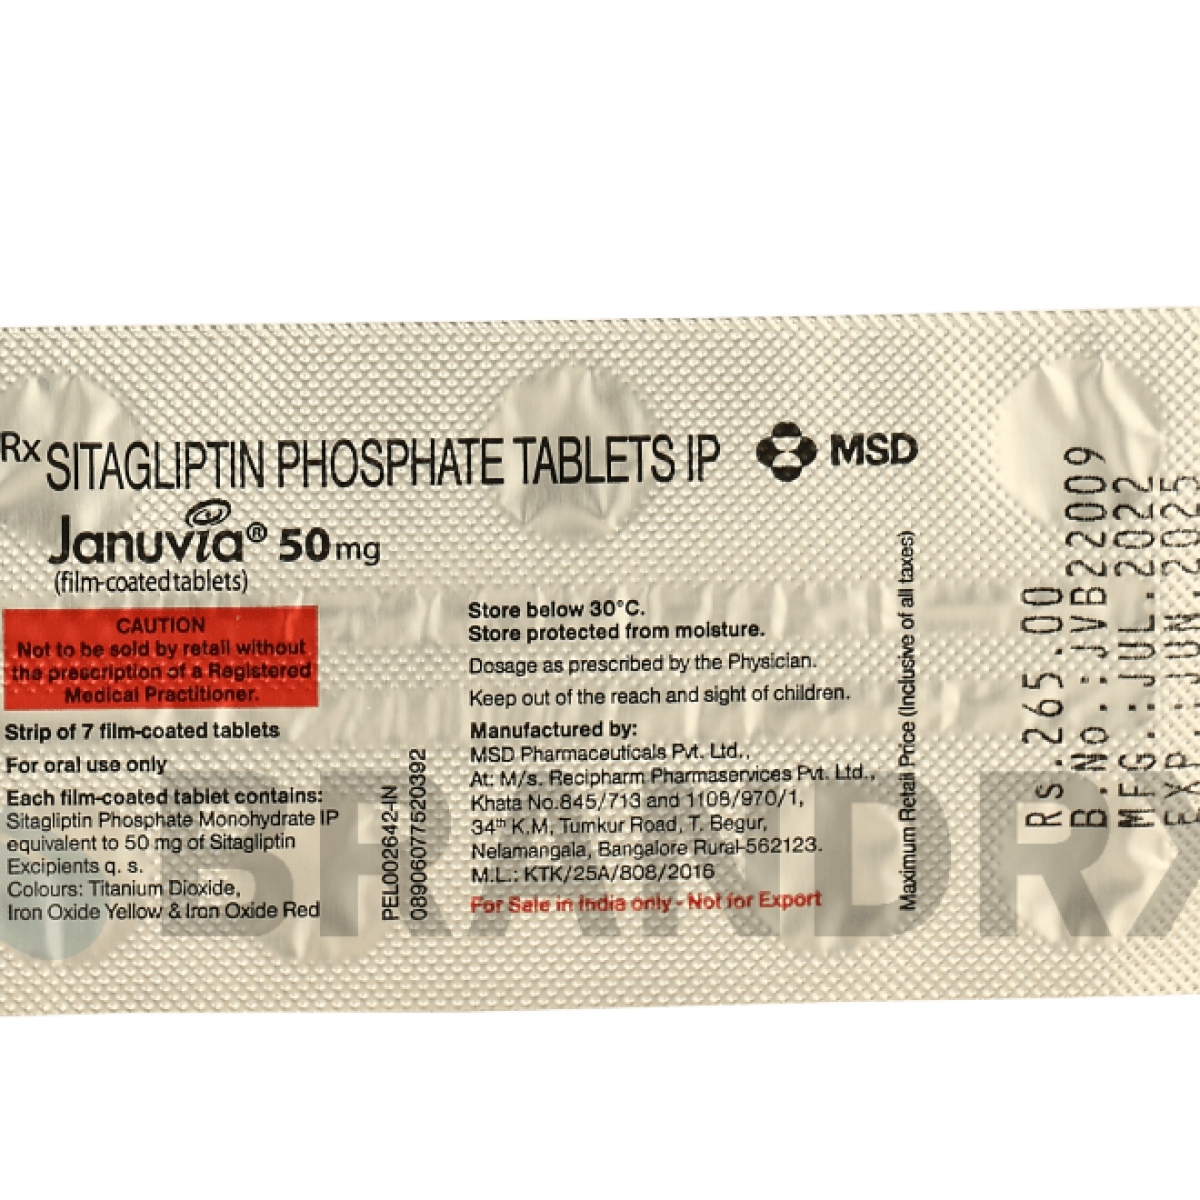 Rx SITAGLIPTIN PHOSPHATE TABLETS IP
MSD
Januvia® 50 mg
(film-coated tablets)
CAUTION
Not to be sold by retail without
the prescription of a Registered
Medical Practitioner.
Strip of 7 film-coated tablets
For oral use only
Each film-coated tablet contains:
Sitagliptin Phosphate Monohydrate IP
equivalent to 50 mg of Sitagliptin
Excipients q. s.
Colours: Titanium Dioxide,
Iron Oxide Yellow & Iron Oxide Red
PEL002642-IN
0890607752039​2
Store below 30°C.
Store protected from moisture.
Dosage as prescribed by the Physician.
Keep out of the reach and sight of children.
Manufactured by:
MSD Pharmaceuticals Pvt. Ltd.,
At: M/s. Recipharm Pharmaservices Pvt. Ltd.,
Khata No.845/713 and 1108/970/1,
34th K.M, Tumkur Road, T. Begur,
Nelamangala, Bangalore Rural-562123.
M.L.: KTK/25A/808/2016
For Sale in India only - Not for Export
Maximum Retail Price (Inclusive of all taxes)
Rs.265.00
B.No.:JVB22009
MFG.:JUL.2022
EXP.:JUN.2025
BRANDRX